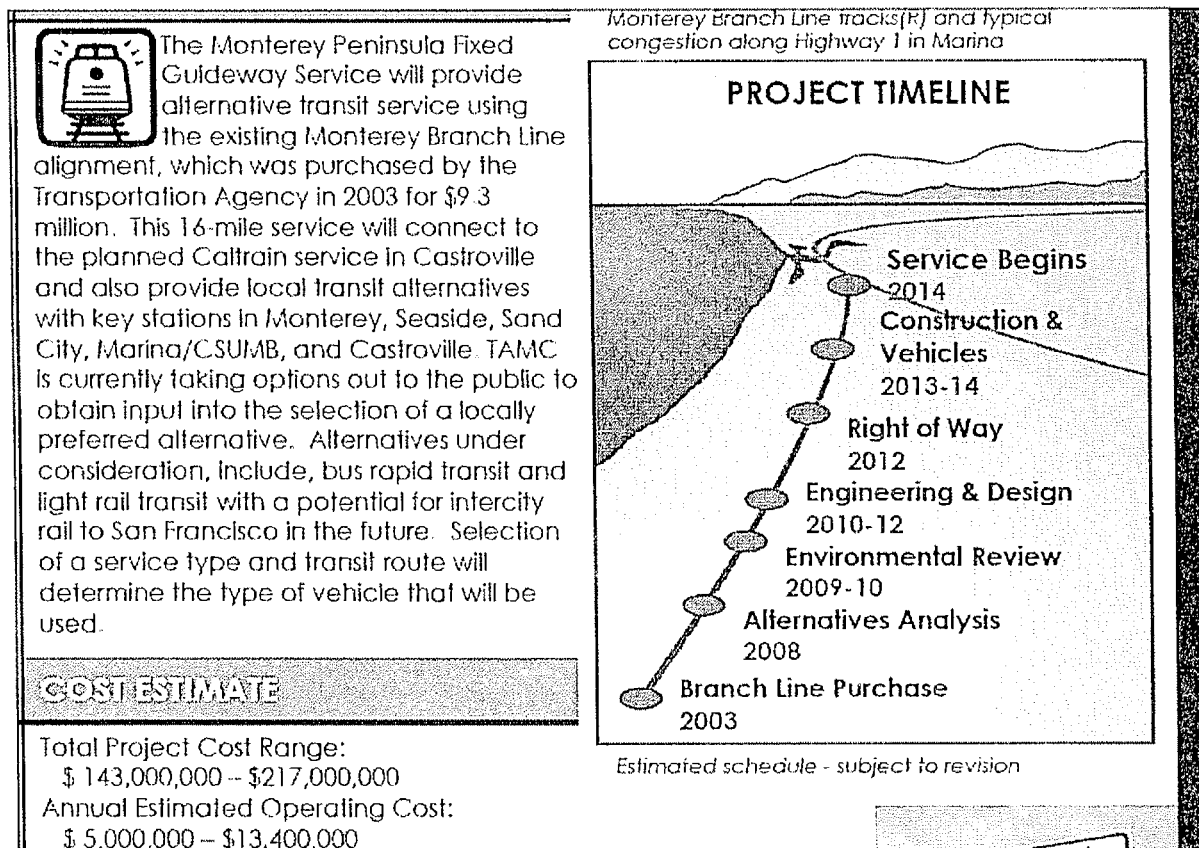 The Monterey Peninsula Fixed
Guideway Service will provide
alternative transit service using
the existing Monterey Branch Line
alignment, which was purchased by the
Transportation Agency in 2003 for $9.3
million. This 16-mile service will connect to
the planned Caltrain service in Castroville
and also provide local transit alternatives
with key stations in Monterey, Seaside, Sand
City, Marina/CSUMB, and Castroville. TAMC
is currently taking options out to the public to
obtain input into the selection of a locally
preferred alternative. Alternatives under
consideration, include, bus rapid transit and
light rail transit with a potential for intercity
rail to San Francisco in the future. Selection
of a service type and transit route will
determine the type of vehicle that will be
used.
COST ESTIMATE
Total Project Cost Range:
$ 143,000,000 -- $217,000,000
Annual Estimated Operating Cost:
$ 5,000,000 -- $13,400,000
Monterey Branch Line tracks(R) and typical
congestion along Highway 1 in Marina
PROJECT TIMELINE
Service Begins
2014
Construction &
Vehicles
2013-14
Right of Way
2012
Engineering & Design
2010-12
Environmental Review
2009-10
Alternatives Analysis
2008
Branch Line Purchase
2003
Estimated schedule - subject to revision